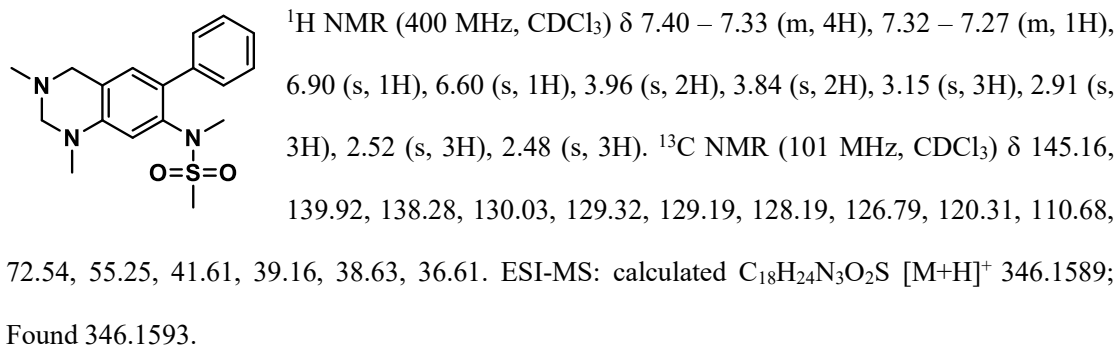 ¹H NMR (400 MHz, CDCl₃) δ 7.40 – 7.33 (m, 4H), 7.32 – 7.27 (m, 1H),
6.90 (s, 1H), 6.60 (s, 1H), 3.96 (s, 2H), 3.84 (s, 2H), 3.15 (s, 3H), 2.91 (s,
3H), 2.52 (s, 3H), 2.48 (s, 3H). ¹³C NMR (101 MHz, CDCl₃) δ 145.16,
139.92, 138.28, 130.03, 129.32, 129.19, 128.19, 126.79, 120.31, 110.68,
72.54, 55.25, 41.61, 39.16, 38.63, 36.61. ESI-MS: calculated C₁₈H₂₄N₃O₂S [M+H]⁺ 346.1589;
Found 346.1593.
N
N
N
O=S=O